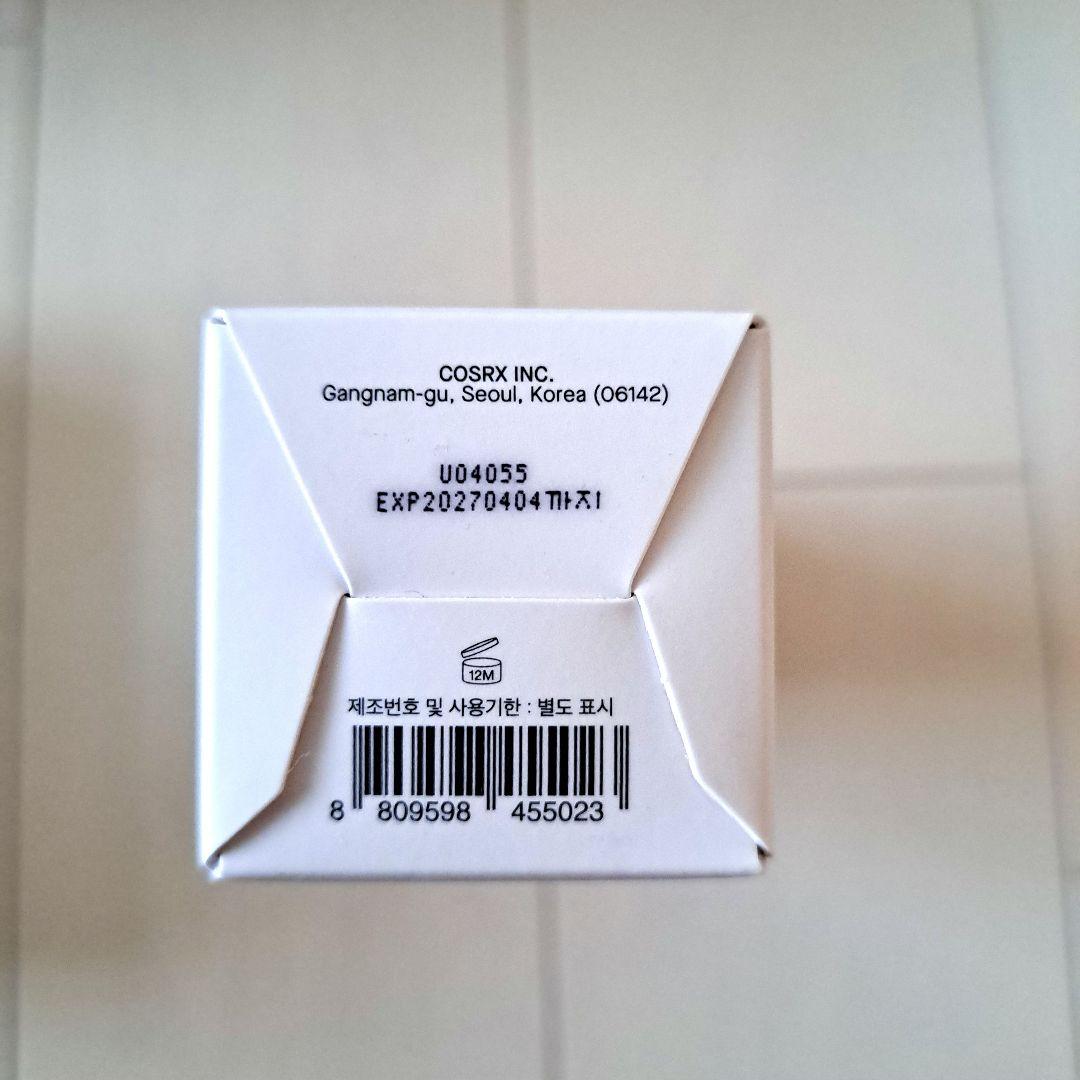 COSRX INC.
Gangnam-gu, Seoul, Korea (06142)
U04055
EXP20270404까지
12M
제조번호 및 사용기한 : 별도 표시
8 809598 455023